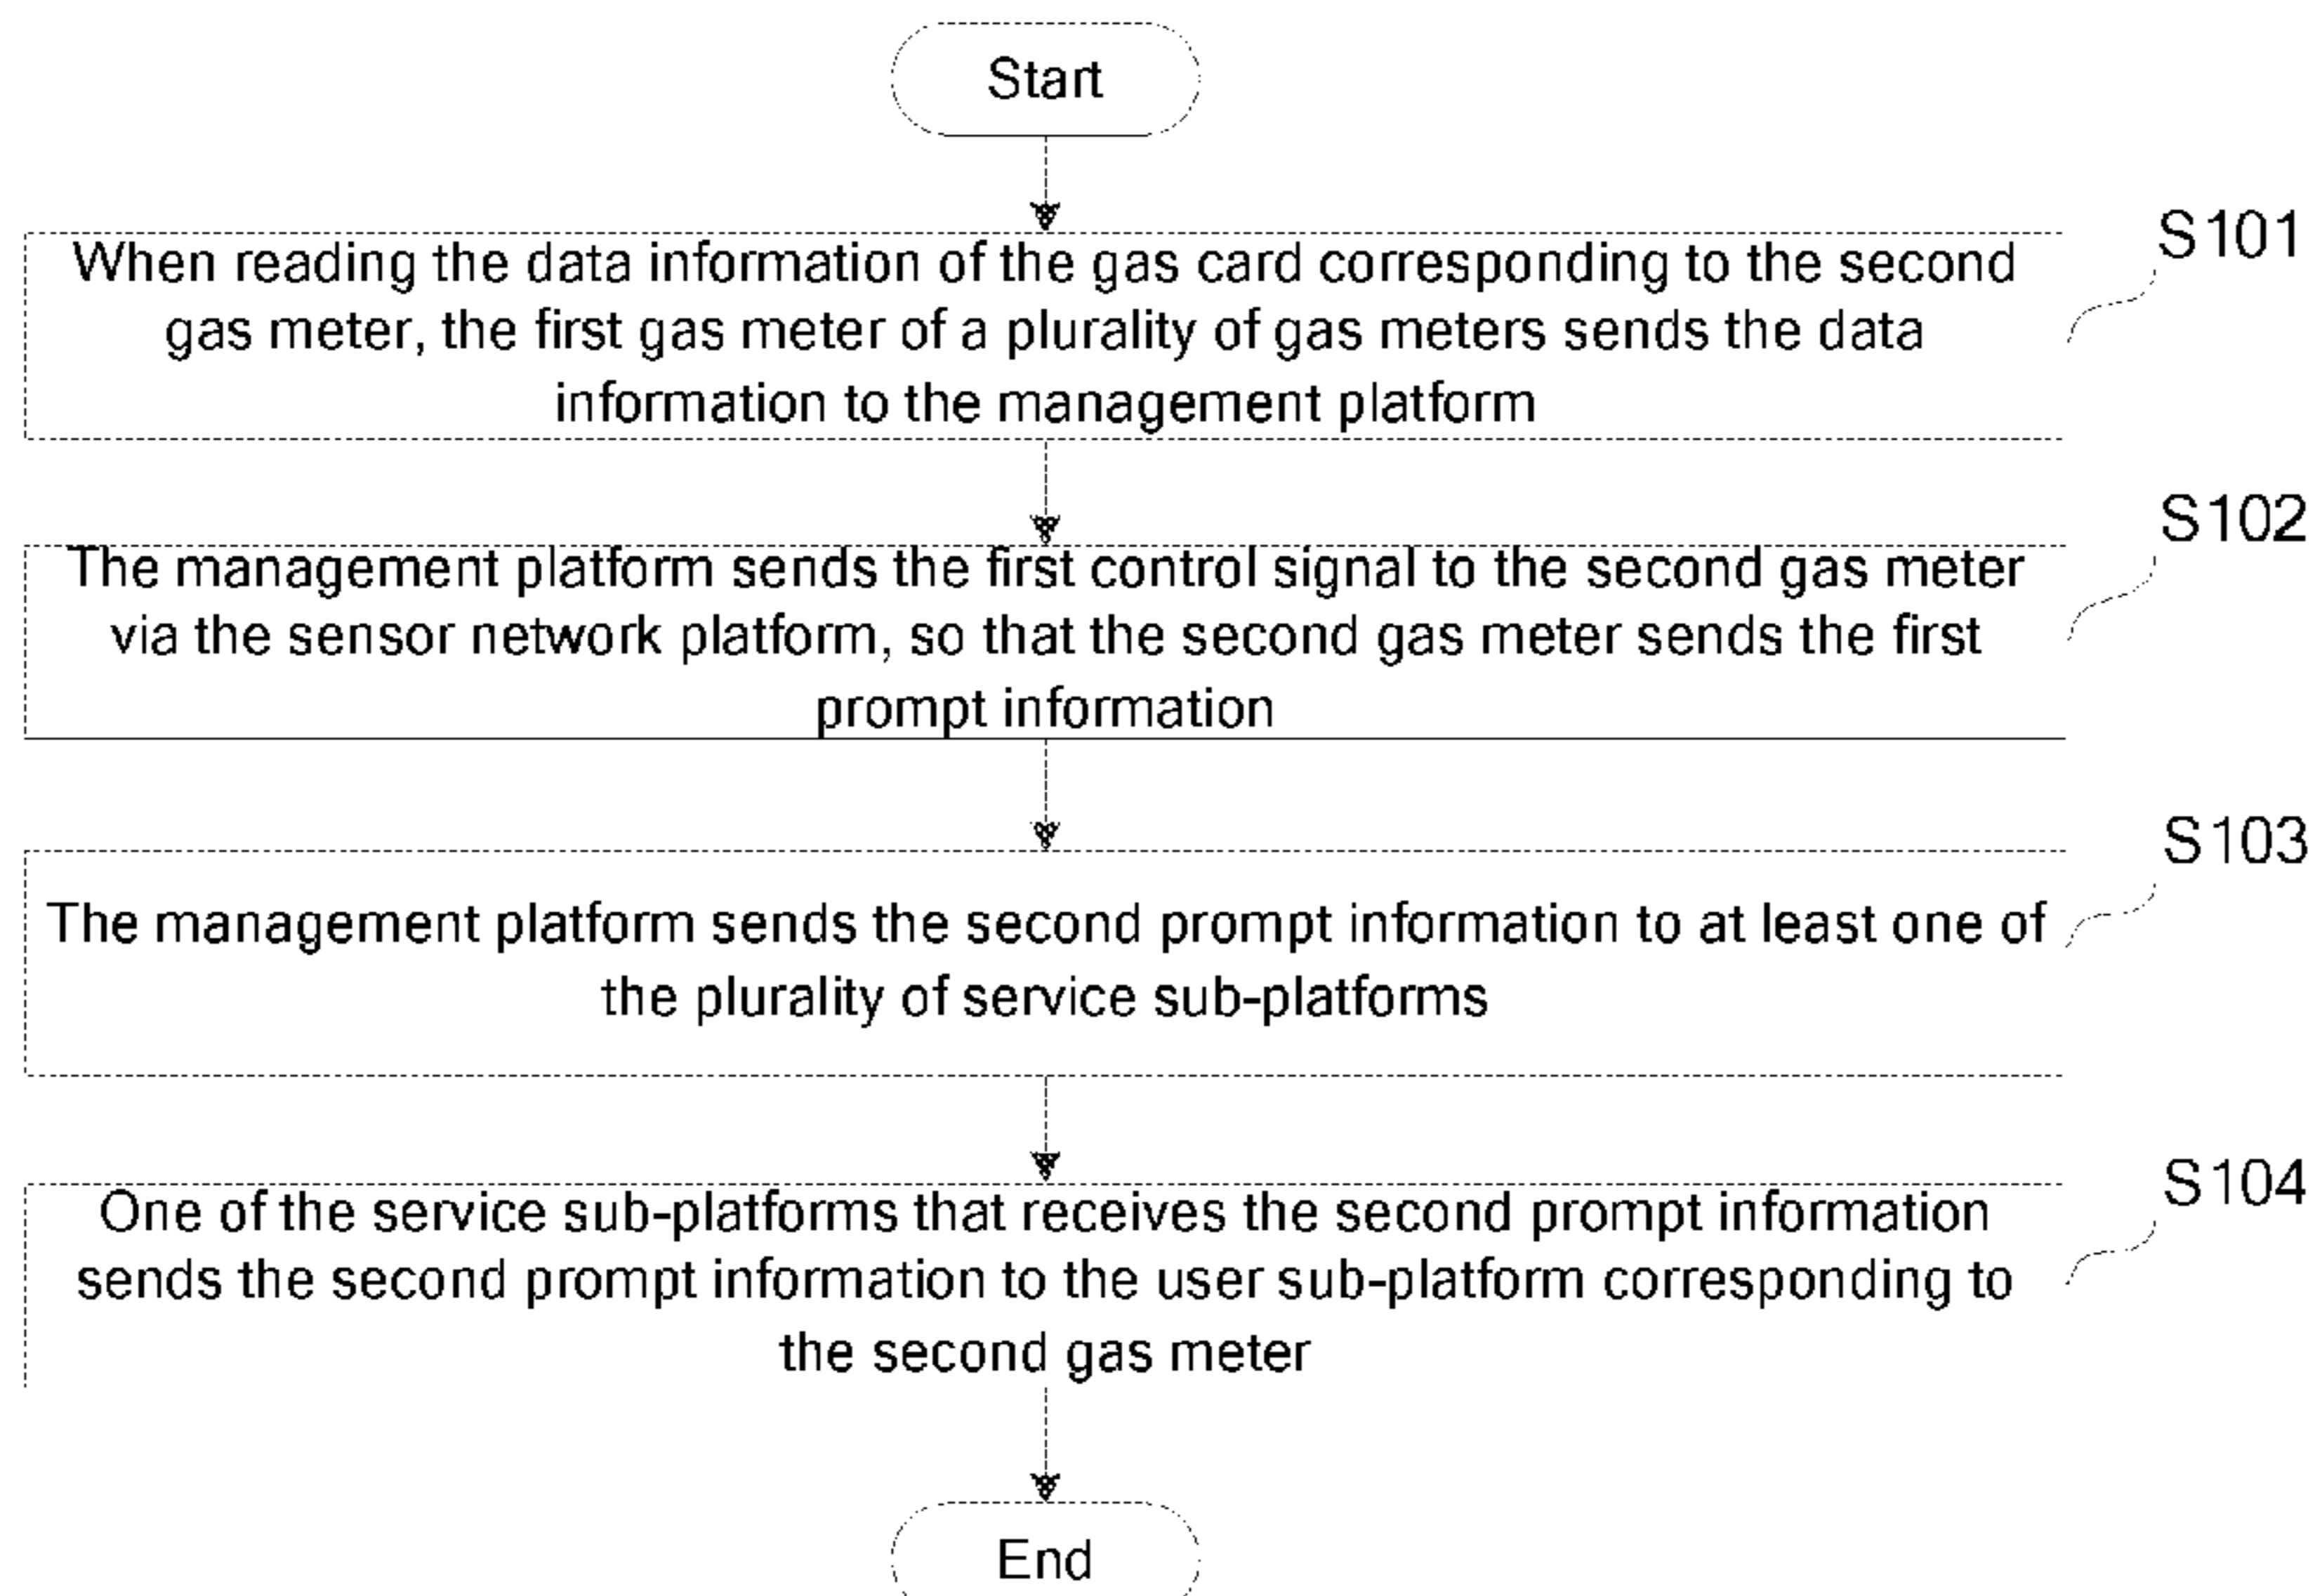 Start
S101
When reading the data information of the gas card corresponding to the second
gas meter, the first gas meter of a plurality of gas meters sends the data
information to the management platform
S102
The management platform sends the first control signal to the second gas meter
via the sensor network platform, so that the second gas meter sends the first
prompt information
S103
The management platform sends the second prompt information to at least one of
the plurality of service sub-platforms
S104
One of the service sub-platforms that receives the second prompt information
sends the second prompt information to the user sub-platform corresponding to
the second gas meter
End